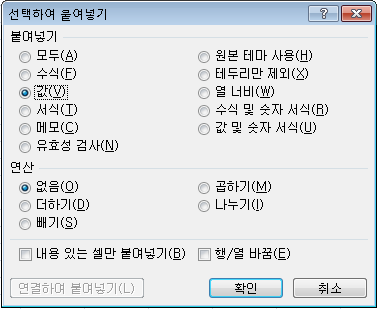 선택하여 붙여넣기
붙여넣기
모두(A) 원본 테마 사용(H)
수식(F) 테두리만 제외(X)
값(V) 열 너비(W)
서식(T) 수식 및 숫자 서식(R)
메모(C) 값 및 숫자 서식(U)
유효성 검사(N)
연산
없음(O) 곱하기(M)
더하기(D) 나누기(I)
빼기(S)
내용 있는 셀만 붙여넣기(B) 행/열 바꿈(E)
연결하여 붙여넣기(L) 확인 취소